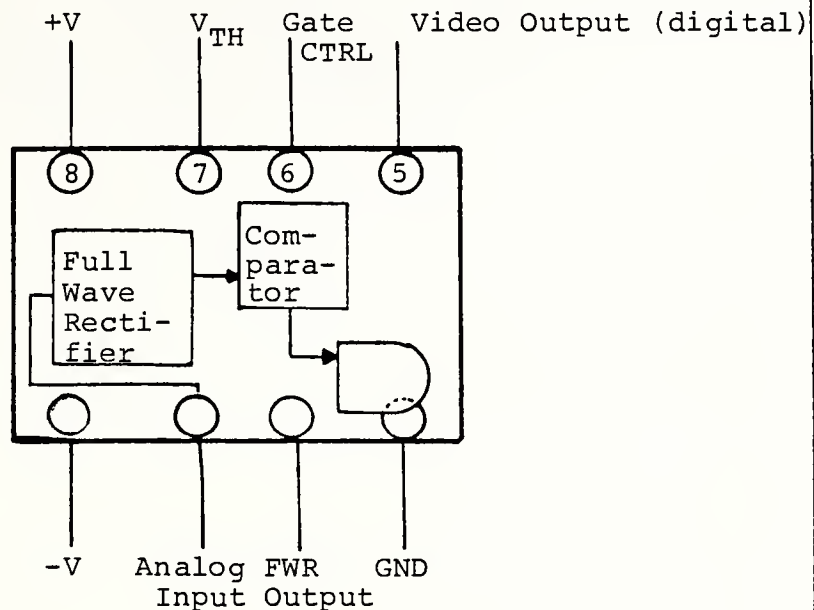 +V V_TH Gate Video Output (digital)
CTRL
8 7 6 5
Com-
para-
tor
Full
Wave
Recti-
fier
-V Analog FWR GND
Input Output